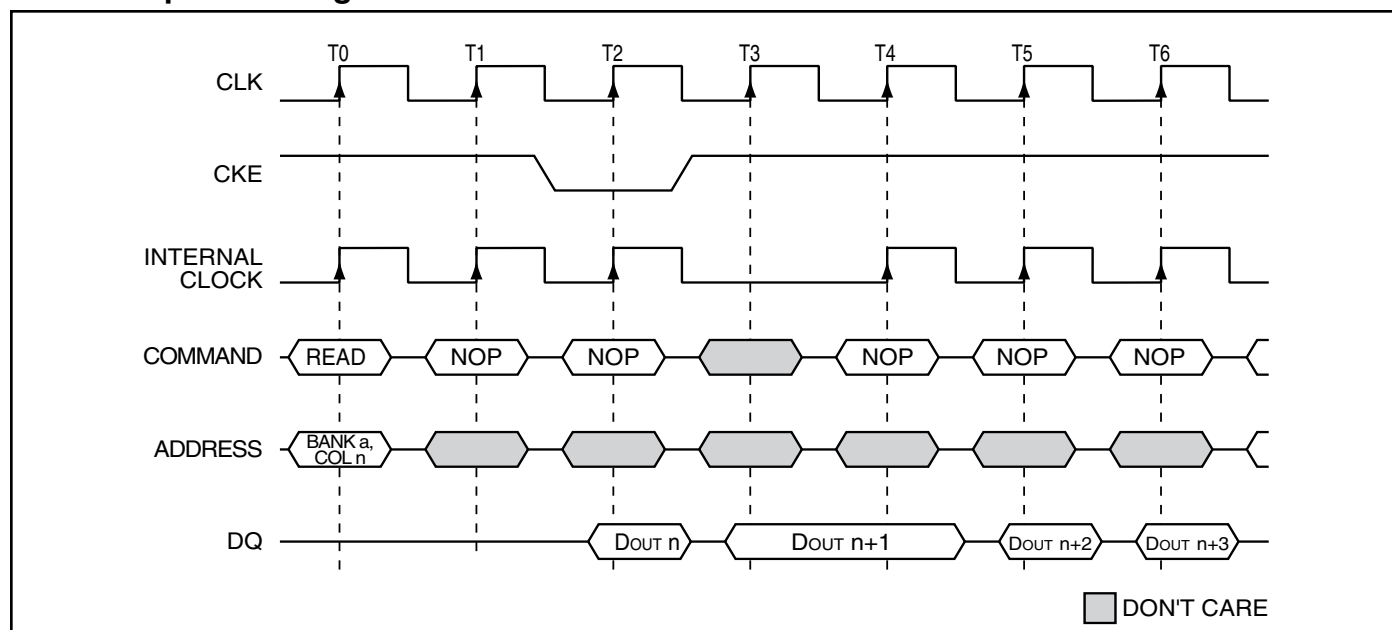 T0 T1 T2 T3 T4 T5 T6
CLK
CKE
INTERNAL
CLOCK
COMMAND READ NOP NOP NOP NOP NOP
ADDRESS BANK a,
COL n
DQ DOUT n DOUT n+1 DOUT n+2 DOUT n+3
DON'T CARE